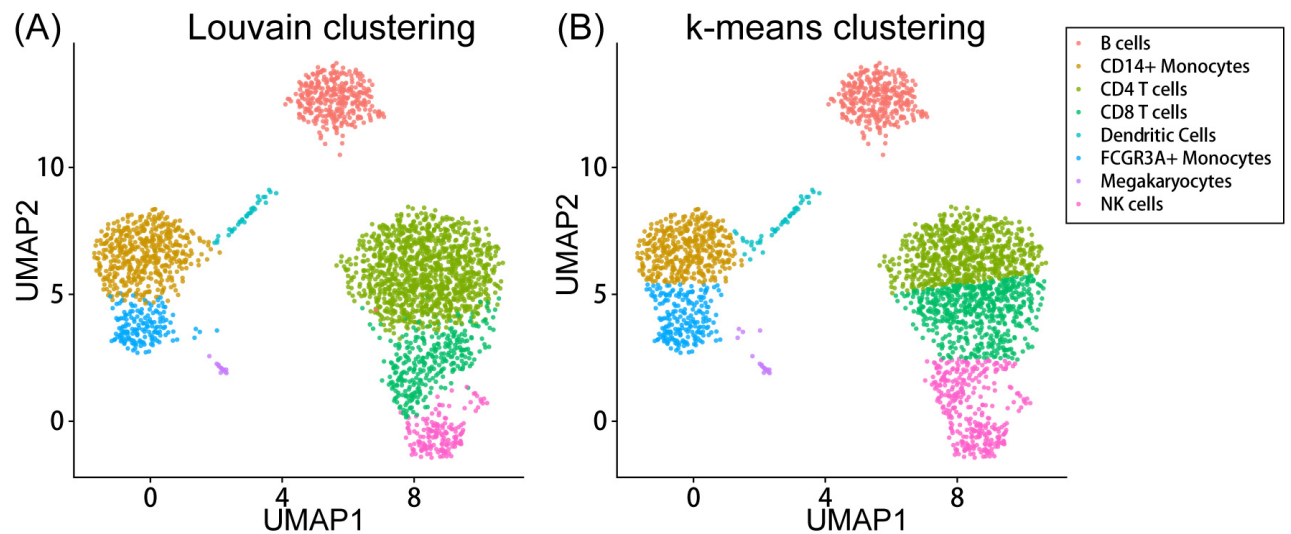 (A) Louvain clustering
(B) k-means clustering
B cells
CD14+ Monocytes
CD4 T cells
CD8 T cells
Dendritic Cells
FCGR3A+ Monocytes
Megakaryocytes
NK cells
UMAP2
10
5
0
0 4 8
UMAP1
UMAP2
10
5
0
0 4 8
UMAP1